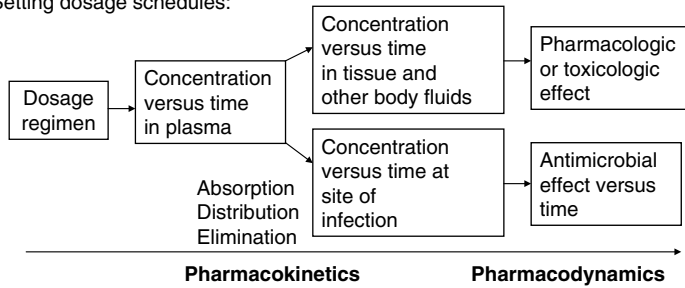 Setting dosage schedules:
Dosage
regimen
Concentration
versus time
in plasma
Concentration
versus time
in tissue and
other body fluids
Pharmacologic
or toxicologic
effect
Concentration
versus time at
site of
infection
Antimicrobial
effect versus
time
Absorption
Distribution
Elimination
Pharmacokinetics
Pharmacodynamics